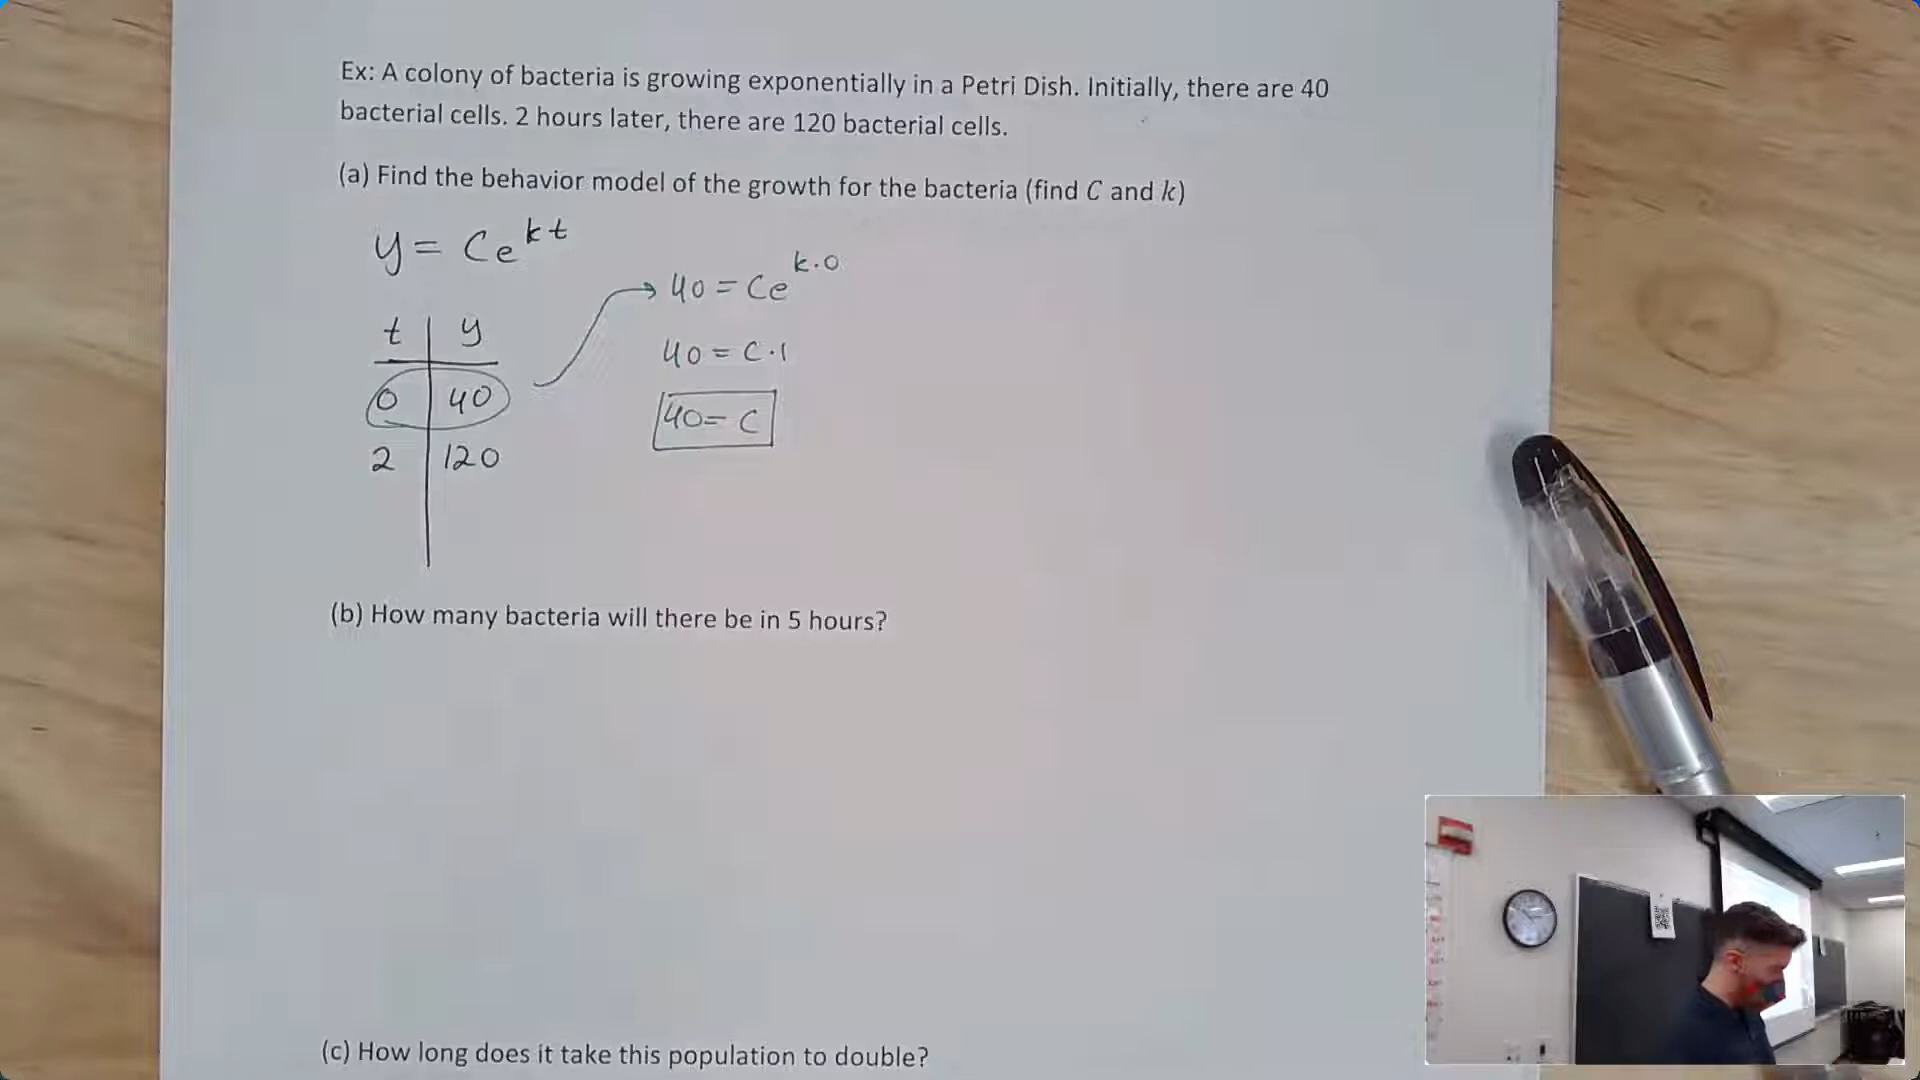 Ex: A colony of bacteria is growing exponentially in a Petri Dish. Initially, there are 40
bacterial cells. 2 hours later, there are 120 bacterial cells.
(a) Find the behavior model of the growth for the bacteria (find C and k)
y = Ce^{kt}
40 = Ce^{k·0}
t y
40 = C·1
0 40
40 = C
2 120
(b) How many bacteria will there be in 5 hours?
(c) How long does it take this population to double?